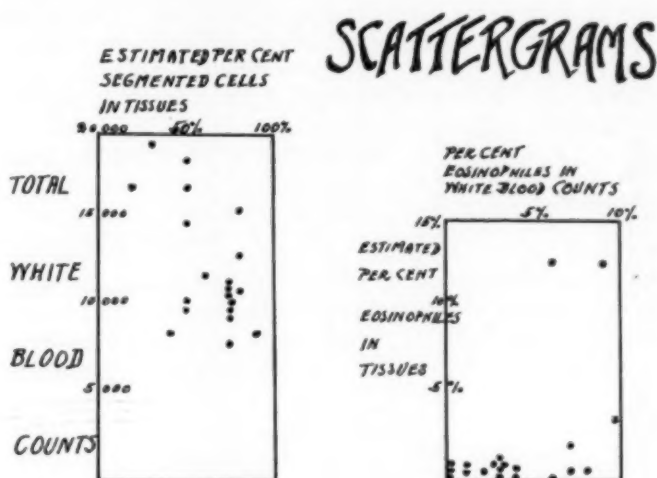 SCATTERGRAMS
ESTIMATED PER CENT
SEGMENTED CELLS
IN TISSUES
20.000 50% 100%
TOTAL
15.000
WHITE
10.000
BLOOD
5.000
COUNTS
PER CENT
EOSINOPHILES IN
WHITE BLOOD COUNTS
5% 10%
15%
ESTIMATED
PER CENT
10%
EOSINOPHILES
IN
TISSUES
5%